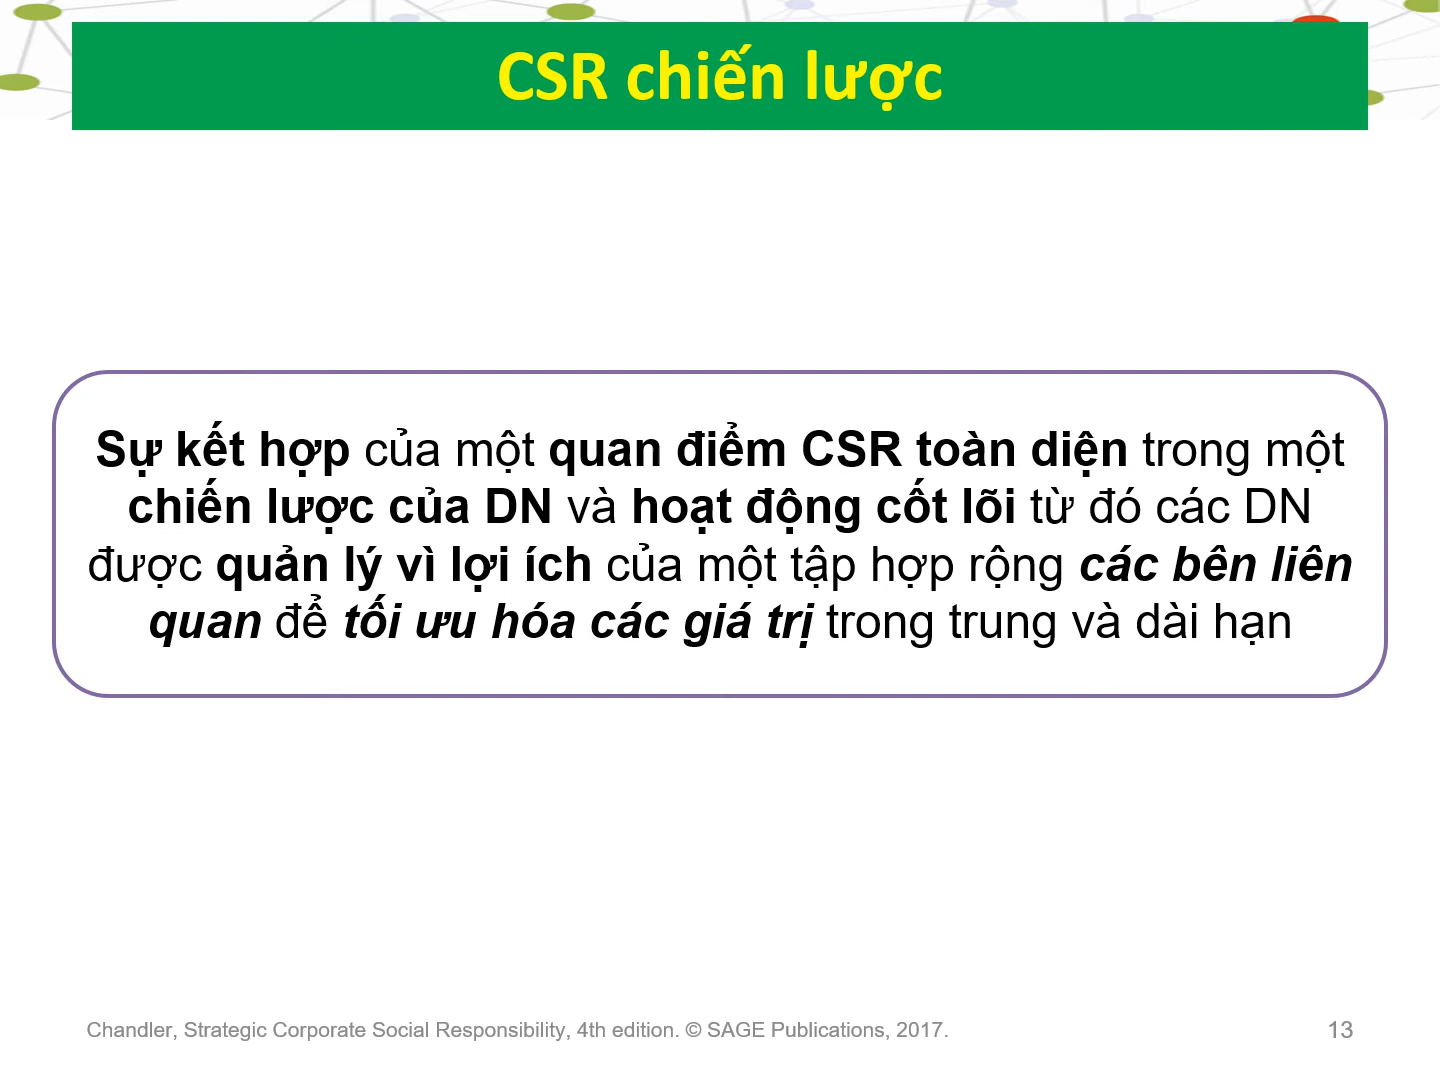 CSR chiến lược
Sự kết hợp của một quan điểm CSR toàn diện trong một
chiến lược của DN và hoạt động cốt lõi từ đó các DN
được quản lý vì lợi ích của một tập hợp rộng các bên liên
quan để tối ưu hóa các giá trị trong trung và dài hạn
Chandler, Strategic Corporate Social Responsibility, 4th edition. © SAGE Publications, 2017.
13